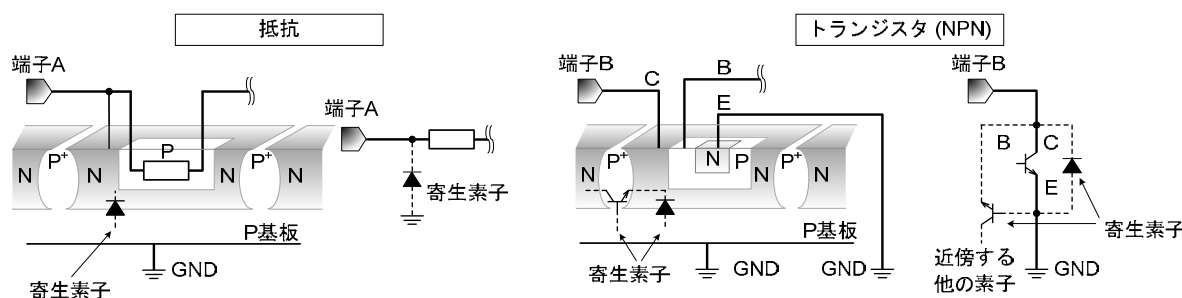 抵抗
端子A
P
P+
P+
N
N
N
N
P基板
GND
寄生素子
端子A
寄生素子
トランジスタ (NPN)
端子B
C
B
E
P+
N
P
P+
N
N
N
N
P基板
寄生素子
GND
GND
端子B
B
C
E
寄生素子
近傍する
他の素子
GND